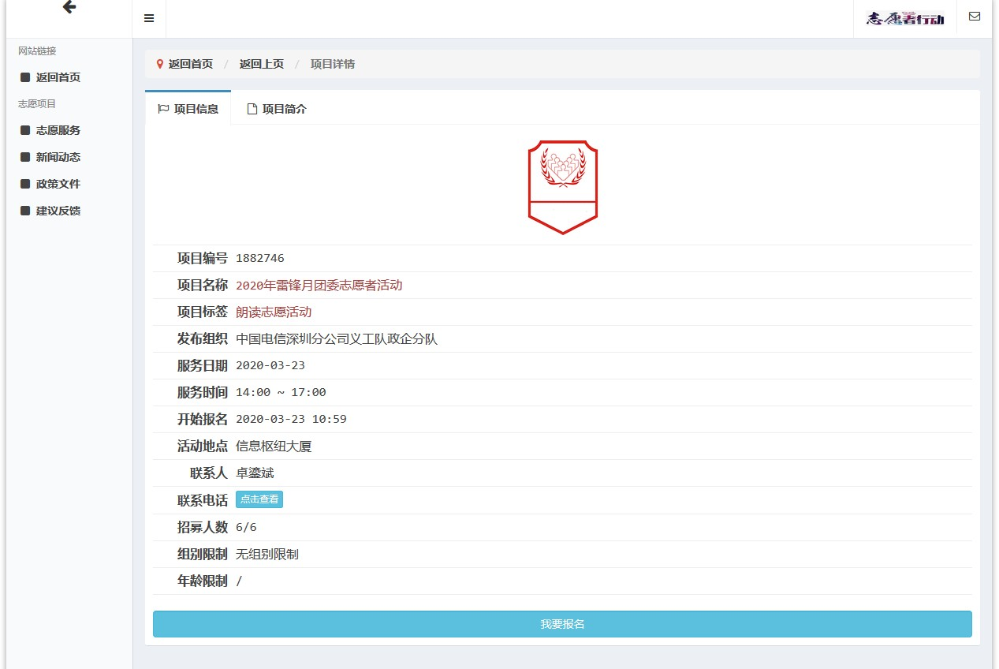 志愿者行动
网站链接
返回首页
志愿项目
志愿服务
新闻动态
政策文件
建议反馈
返回首页 / 返回上页 / 项目详情
项目信息 项目简介
项目编号 1882746
项目名称 2020年雷锋月团委志愿者活动
项目标签 朗读志愿活动
发布组织 中国电信深圳分公司义工队政企分队
服务日期 2020-03-23
服务时间 14:00 ~ 17:00
开始报名 2020-03-23 10:59
活动地点 信息枢纽大厦
联系人 卓鎏斌
联系电话 点击查看
招募人数 6/6
组别限制 无组别限制
年龄限制 /
我要报名